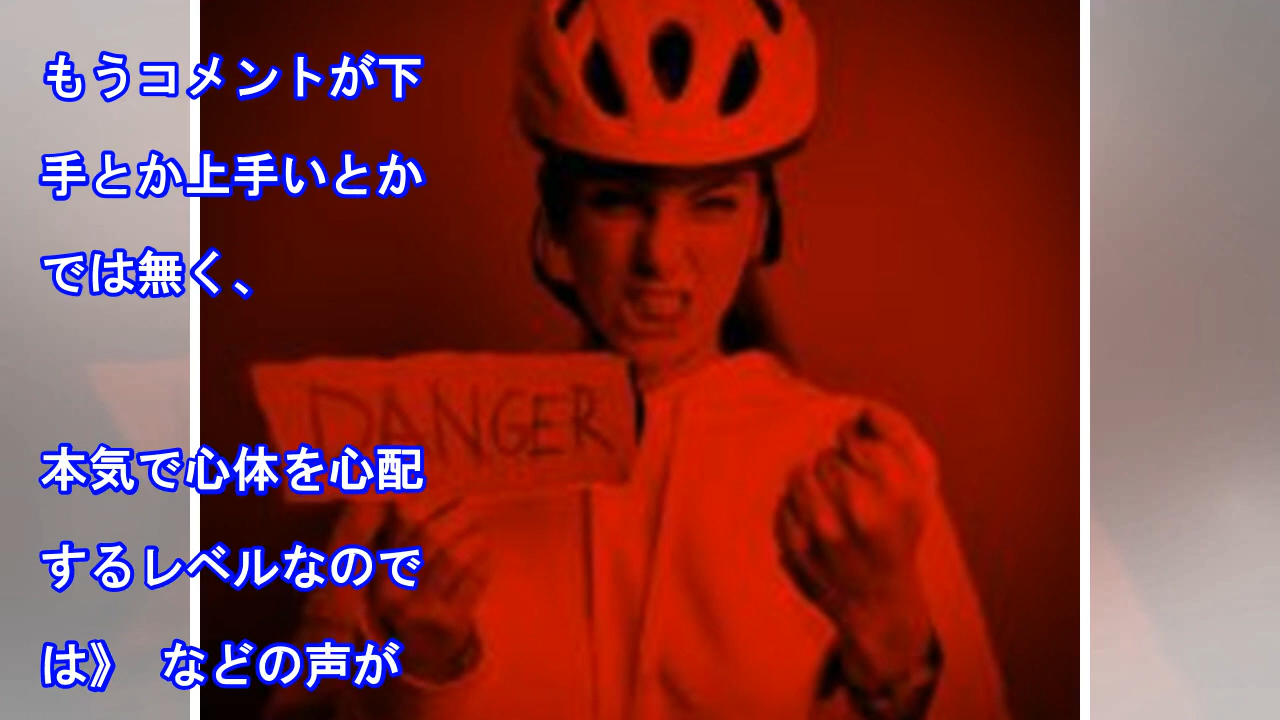 もうコメントが下
手とか上手いとか
では無く、
本気で心体を心配
するレベルなので
は》 などの声が
DANGER